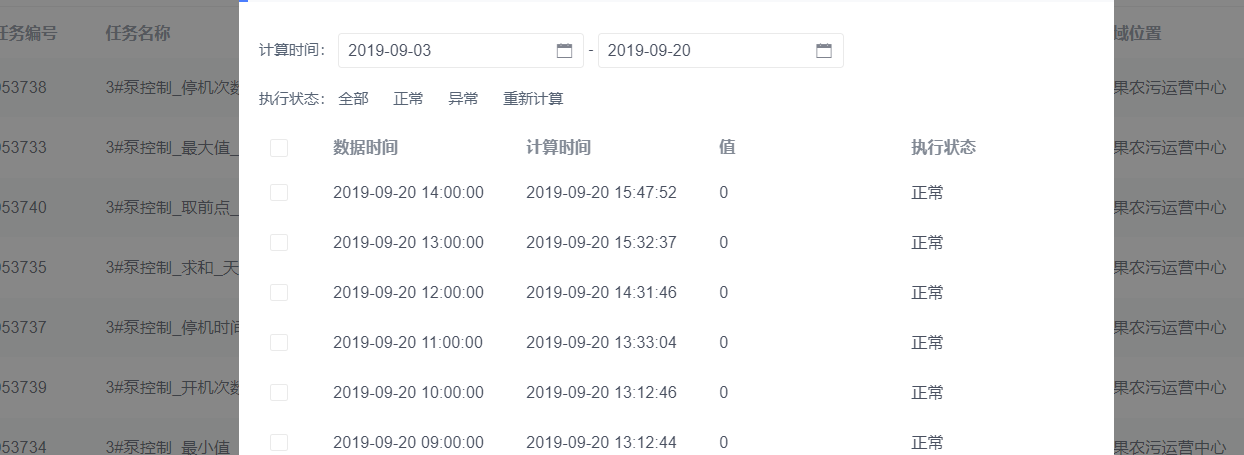 任务编号 任务名称 域位置
计算时间： 2019-09-03 - 2019-09-20
053738 3#泵控制_停机次数 果农污运营中心
执行状态： 全部 正常 异常 重新计算
053733 3#泵控制_最大值_ 果农污运营中心
数据时间 计算时间 值 执行状态
2019-09-20 14:00:00 2019-09-20 15:47:52 0 正常
053740 3#泵控制_取前点_ 果农污运营中心
2019-09-20 13:00:00 2019-09-20 15:32:37 0 正常
053735 3#泵控制_求和_天 果农污运营中心
2019-09-20 12:00:00 2019-09-20 14:31:46 0 正常
053737 3#泵控制_停机时间 果农污运营中心
2019-09-20 11:00:00 2019-09-20 13:33:04 0 正常
053739 3#泵控制_开机次数 果农污运营中心
2019-09-20 10:00:00 2019-09-20 13:12:46 0 正常
053734 3#泵控制_最小值 果农污运营中心
2019-09-20 09:00:00 2019-09-20 13:12:44 0 正常